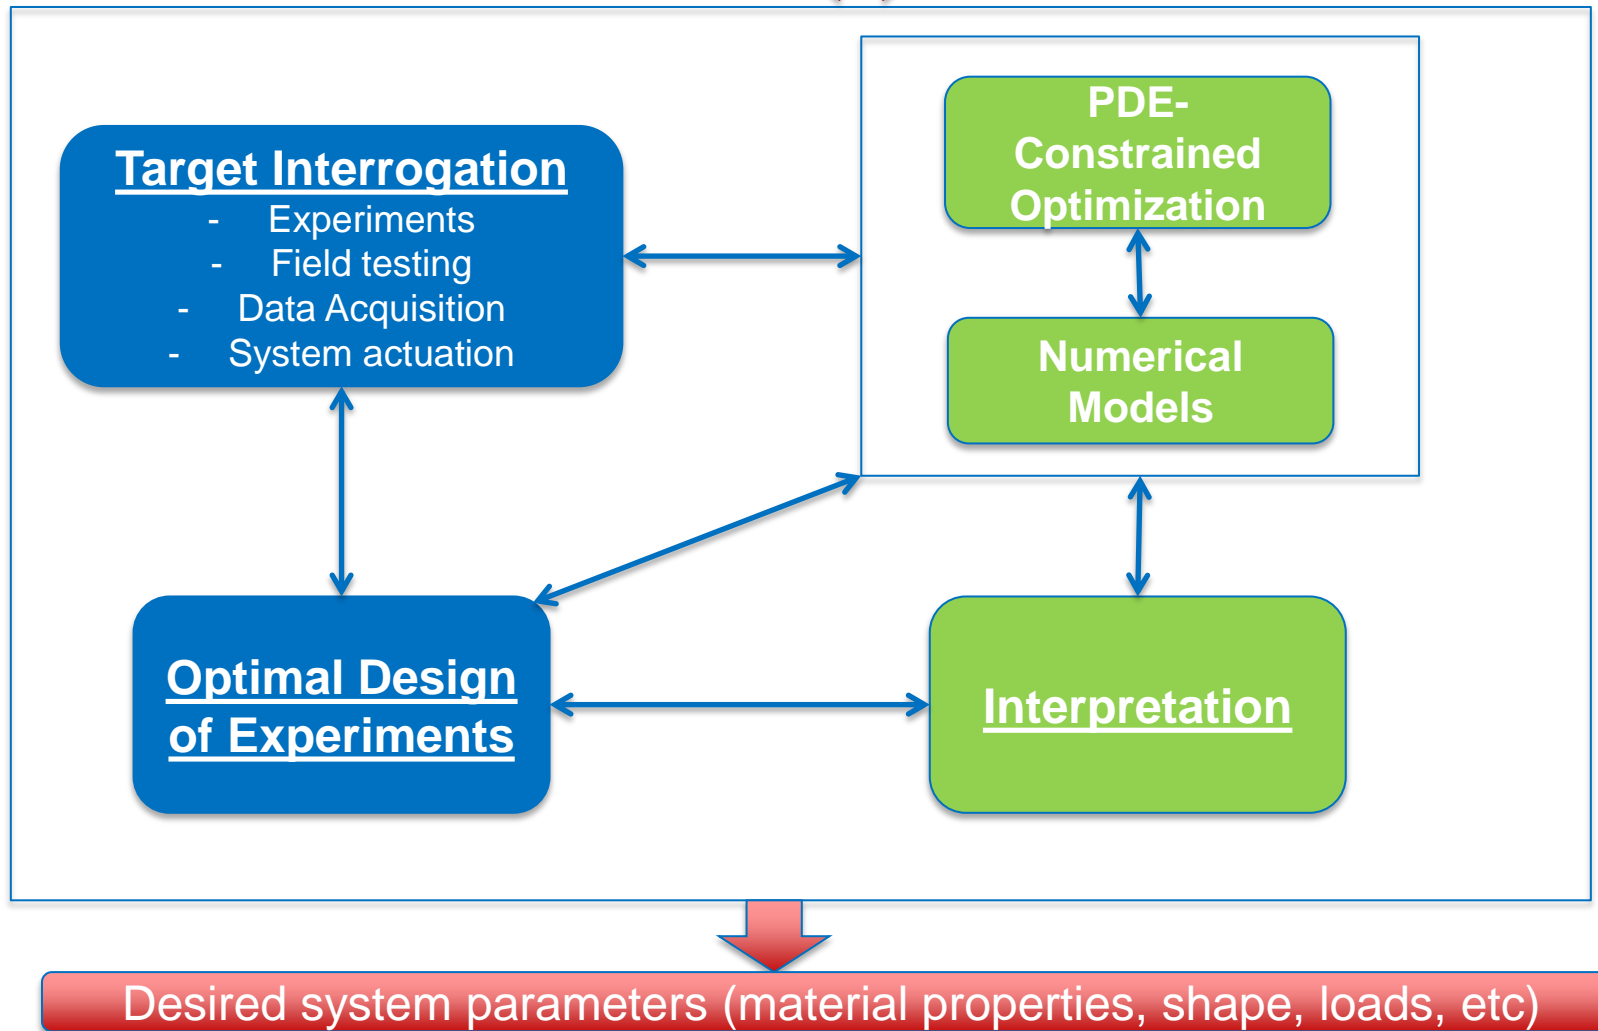 Target Interrogation
- Experiments
- Field testing
- Data Acquisition
- System actuation
PDE-
Constrained
Optimization
Numerical
Models
Optimal Design
of Experiments
Interpretation
Desired system parameters (material properties, shape, loads, etc)